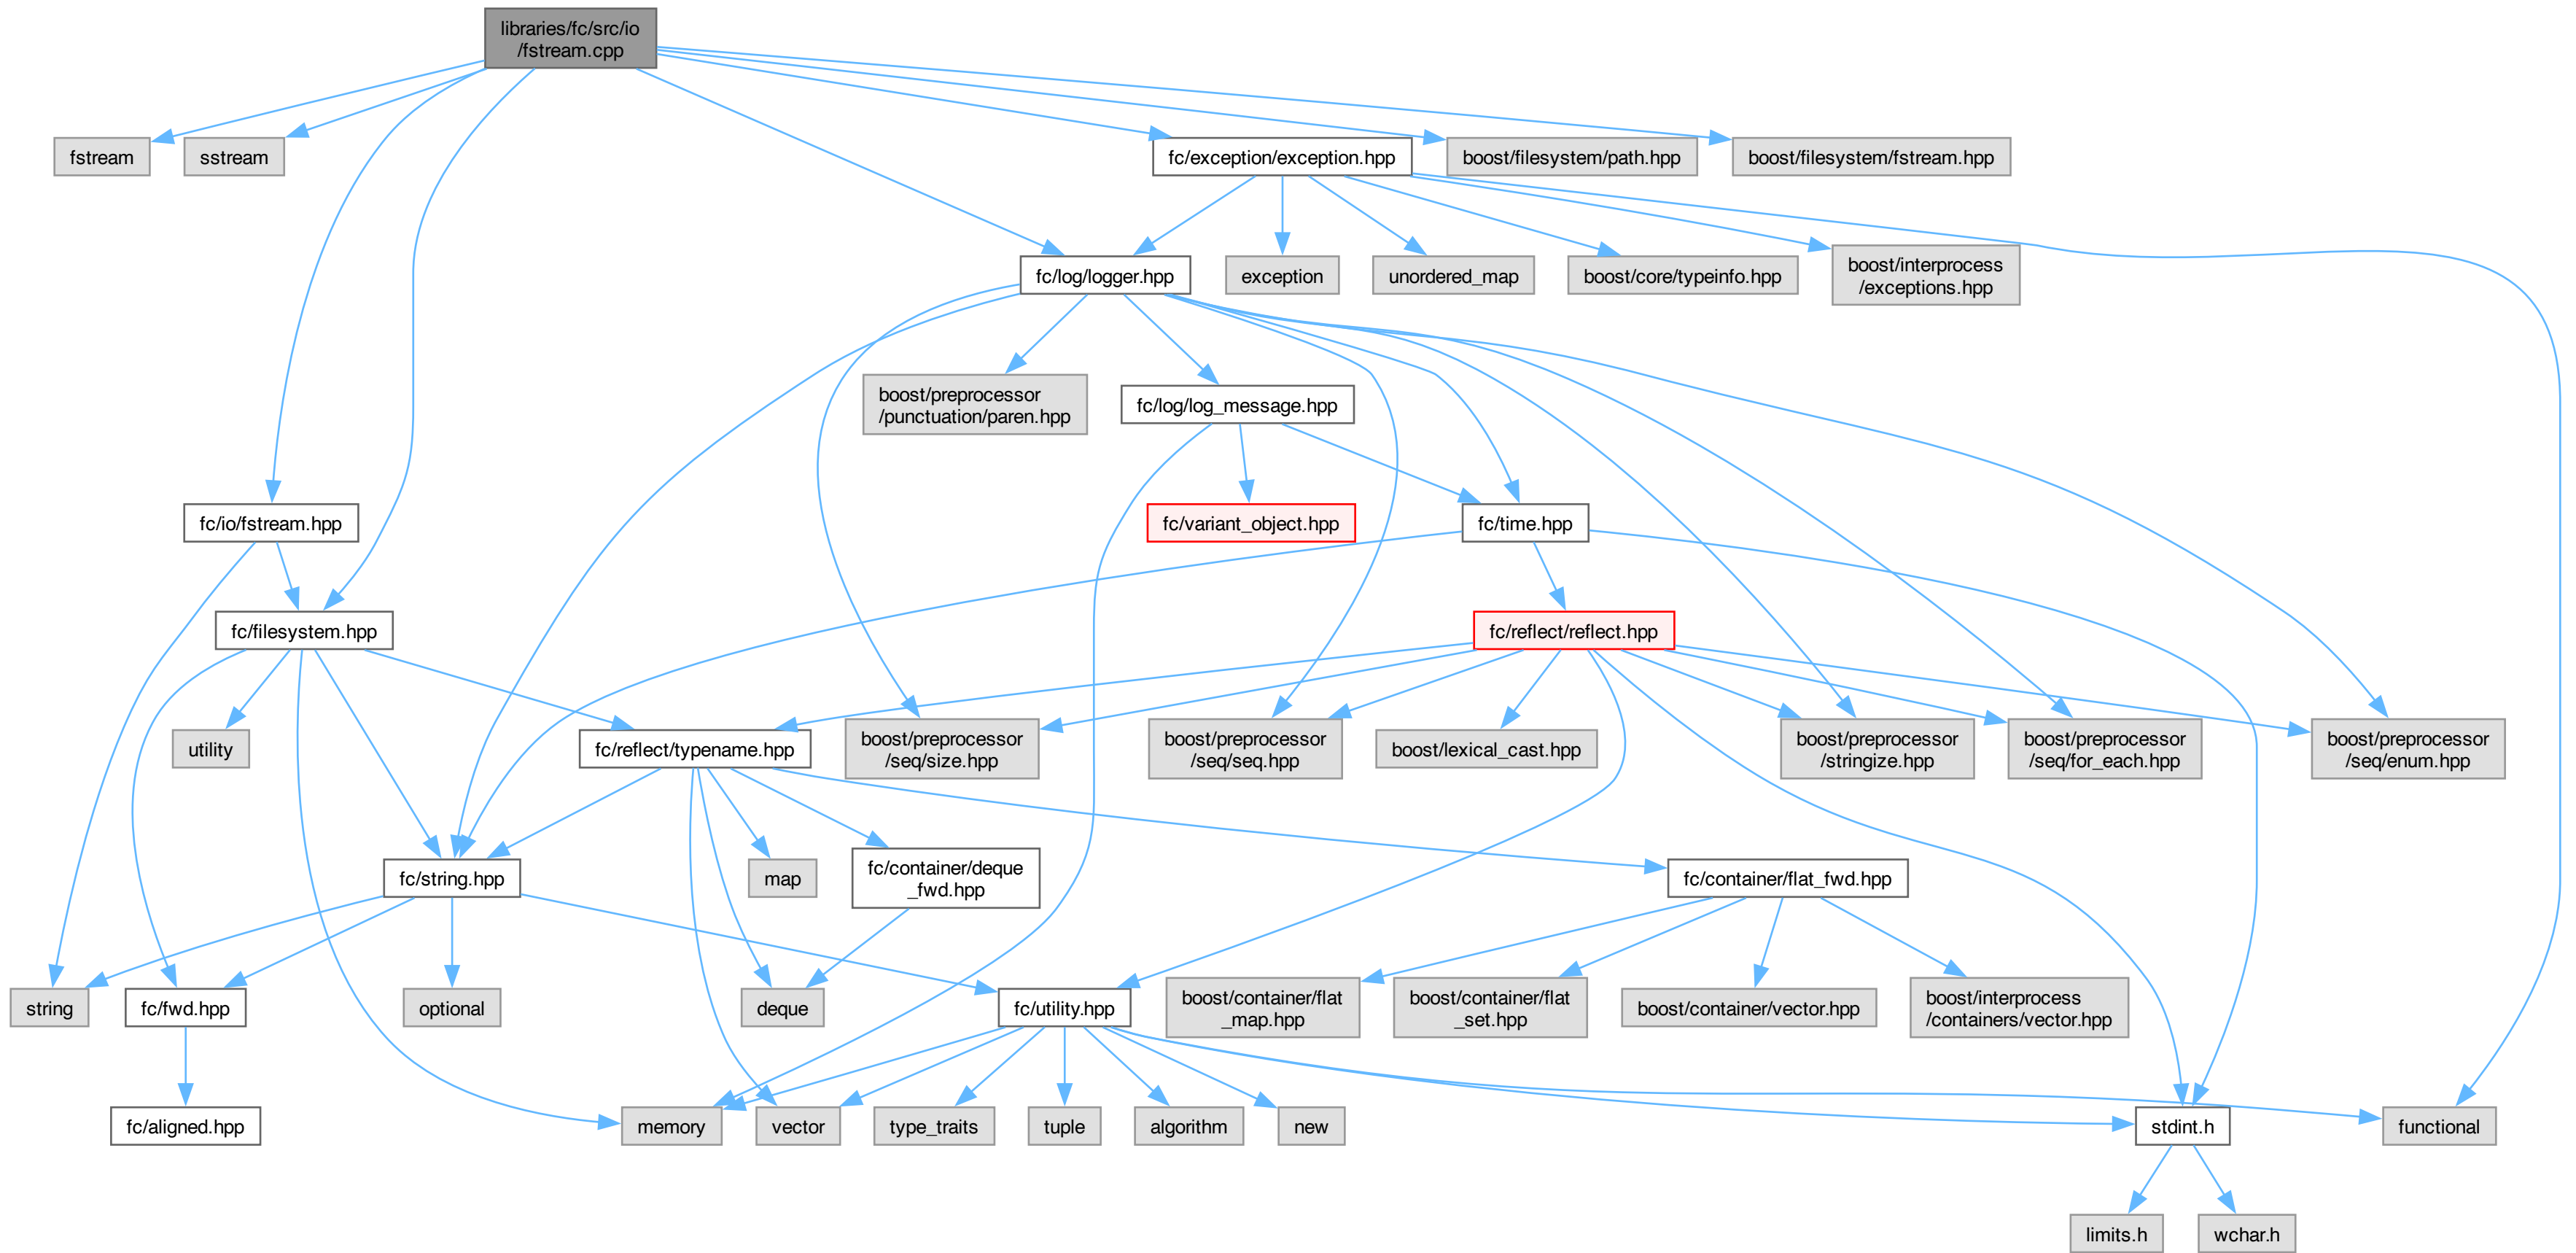 libraries/fc/src/io
/fstream.cpp
fstream
sstream
fc/exception/exception.hpp
boost/filesystem/path.hpp
boost/filesystem/fstream.hpp
fc/log/logger.hpp
exception
unordered_map
boost/core/typeinfo.hpp
boost/interprocess
/exceptions.hpp
boost/preprocessor
/punctuation/paren.hpp
fc/log/log_message.hpp
fc/io/fstream.hpp
fc/variant_object.hpp
fc/time.hpp
fc/filesystem.hpp
fc/reflect/reflect.hpp
utility
fc/reflect/typename.hpp
boost/preprocessor
/seq/size.hpp
boost/preprocessor
/seq/seq.hpp
boost/lexical_cast.hpp
boost/preprocessor
/stringize.hpp
boost/preprocessor
/seq/for_each.hpp
boost/preprocessor
/seq/enum.hpp
fc/string.hpp
map
fc/container/deque
_fwd.hpp
fc/container/flat_fwd.hpp
string
fc/fwd.hpp
optional
deque
fc/utility.hpp
boost/container/flat
_map.hpp
boost/container/flat
_set.hpp
boost/container/vector.hpp
boost/interprocess
/containers/vector.hpp
fc/aligned.hpp
memory
vector
type_traits
tuple
algorithm
new
stdint.h
functional
limits.h
wchar.h